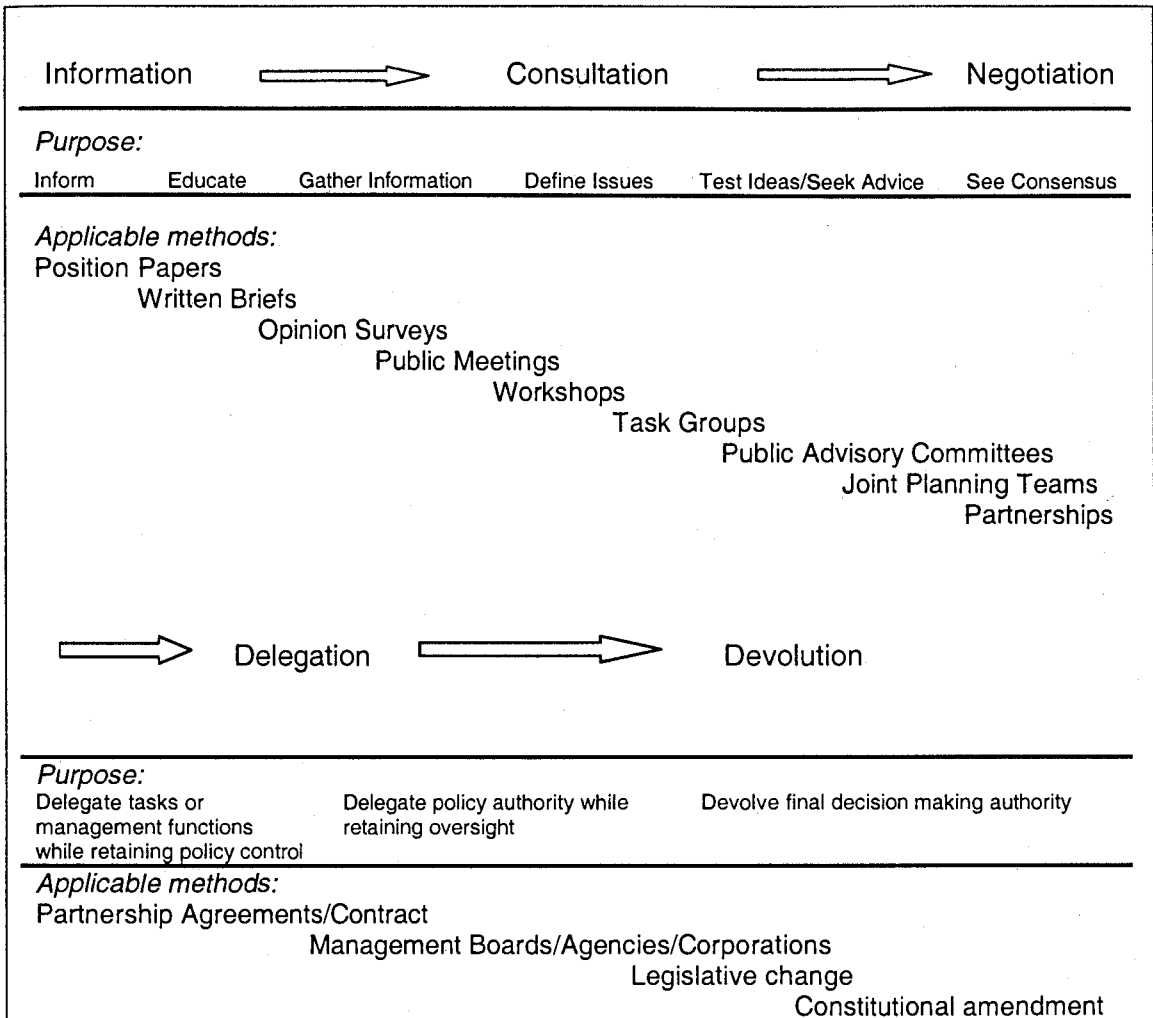 Information Consultation Negotiation
Purpose:
Inform Educate Gather Information Define Issues Test Ideas/Seek Advice See Consensus
Applicable methods:
Position Papers
Written Briefs
Opinion Surveys
Public Meetings
Workshops
Task Groups
Public Advisory Committees
Joint Planning Teams
Partnerships
Delegation Devolution
Purpose:
Delegate tasks or
management functions
while retaining policy control
Delegate policy authority while
retaining oversight
Devolve final decision making authority
Applicable methods:
Partnership Agreements/Contract
Management Boards/Agencies/Corporations
Legislative change
Constitutional amendment